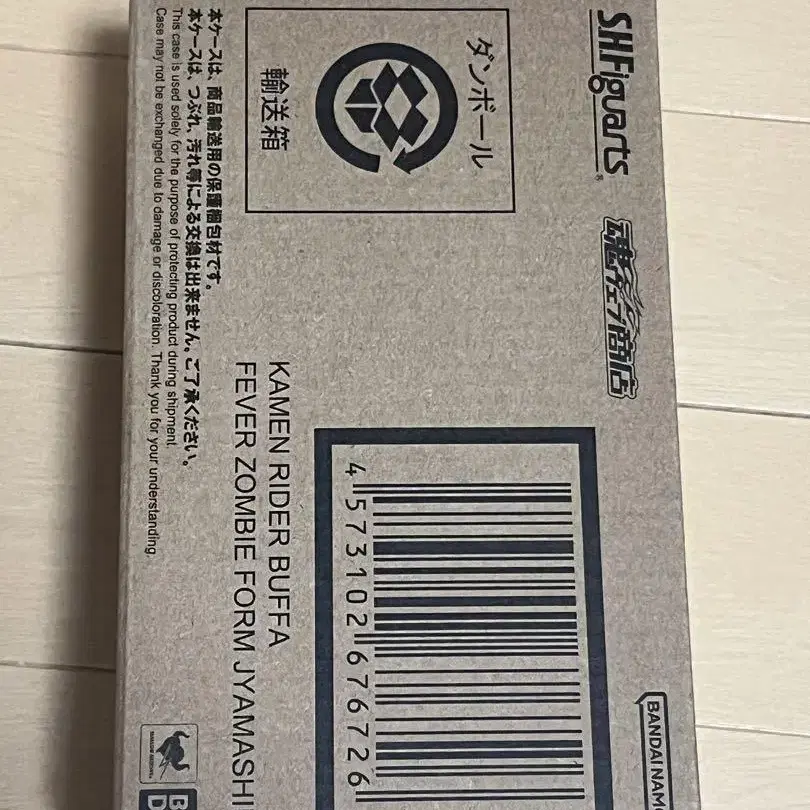 S.H.Figuarts
魂ウェブ商店
ダンボール
輸送箱
本ケースは、商品輸送用の保護梱包材です。
本ケースは、つぶれ、汚れ等による交換は出来ません。ご了承ください。
This case is used solely for the purpose of protecting product during shipment.
Case may not be exchanged due to damage or discoloration. Thank you for your understanding.
KAMEN RIDER BUFFA
FEVER ZOMBIE FORM JYAMASHI
4573102676726
BANDAI NAMC